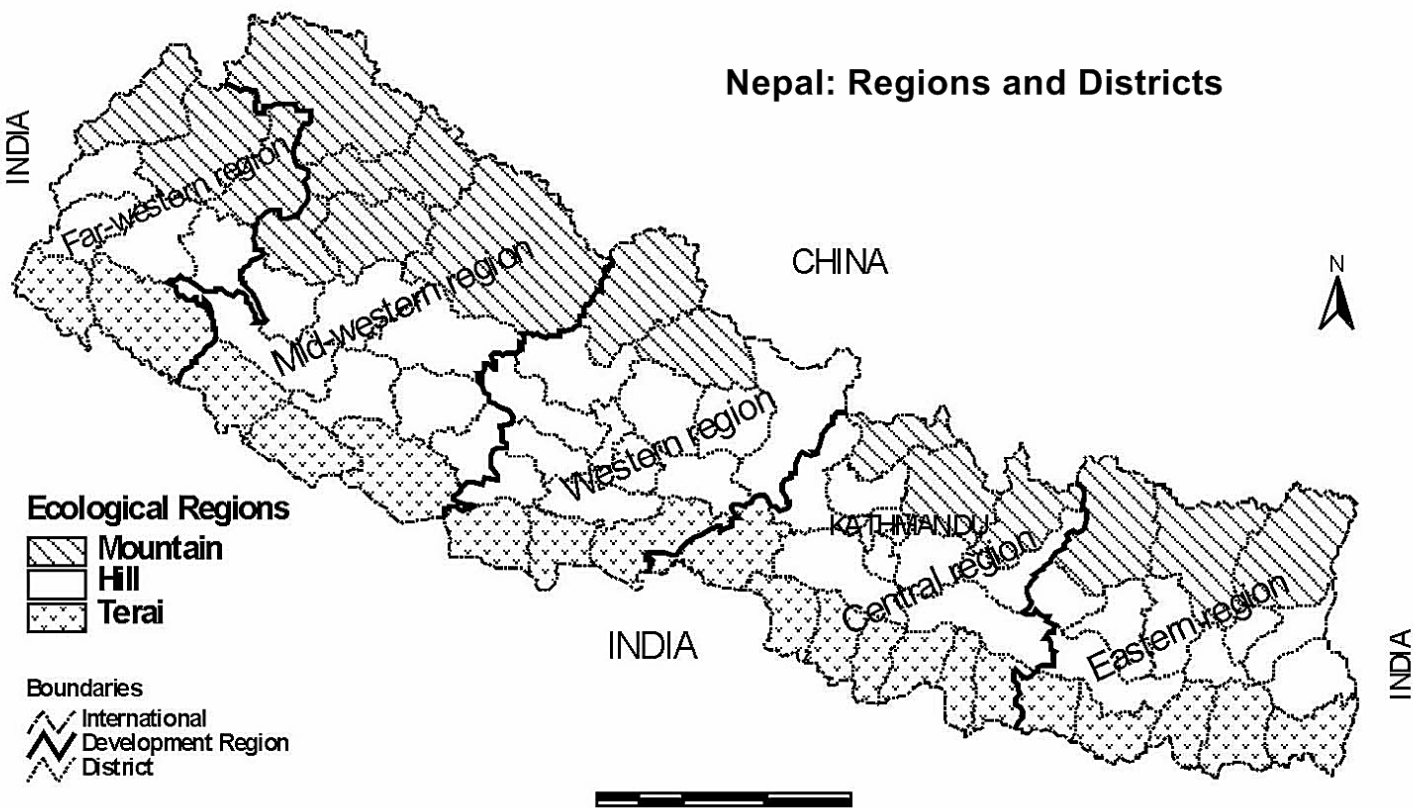 Nepal: Regions and Districts
INDIA
Far-western region
CHINA
N
Mid-western region
Western region
Ecological Regions
Mountain
Hill
Terai
KATHMANDU
Central region
INDIA
Eastern region
INDIA
Boundaries
International
Development Region
District